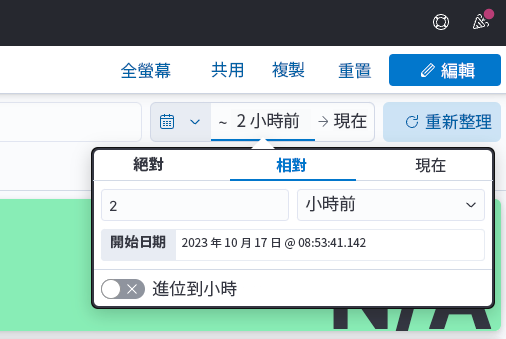 全螢幕 共用 複製 重置 編輯
~ 2 小時前 → 現在 重新整理
絕對 相對 現在
2 小時前
開始日期 2023 年 10 月 17 日 @ 08:53:41.142
進位到小時
N/A